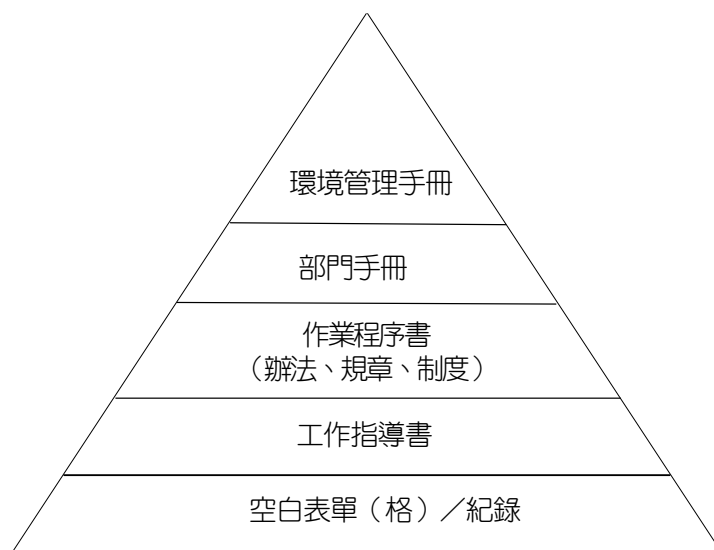 環境管理手冊
部門手冊
作業程序書
（辦法、規章、制度）
工作指導書
空白表單（格）／紀錄